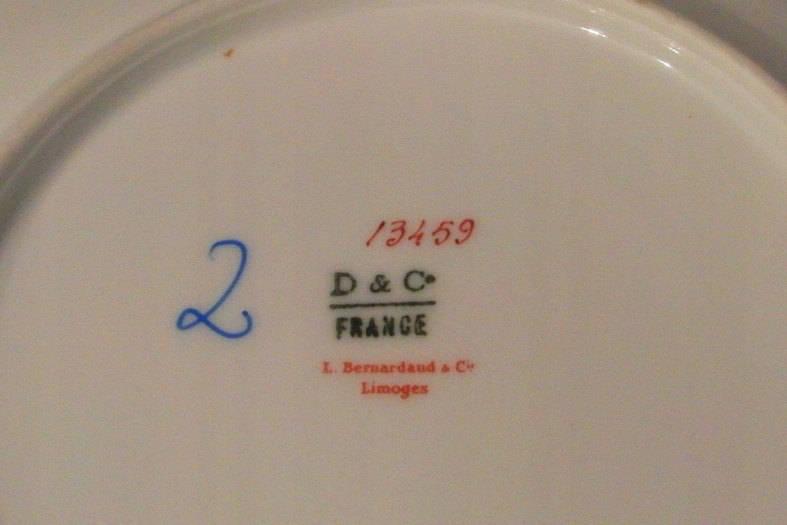 13459
2
D & Co
FRANCE
L. Bernardaud & Cie
Limoges